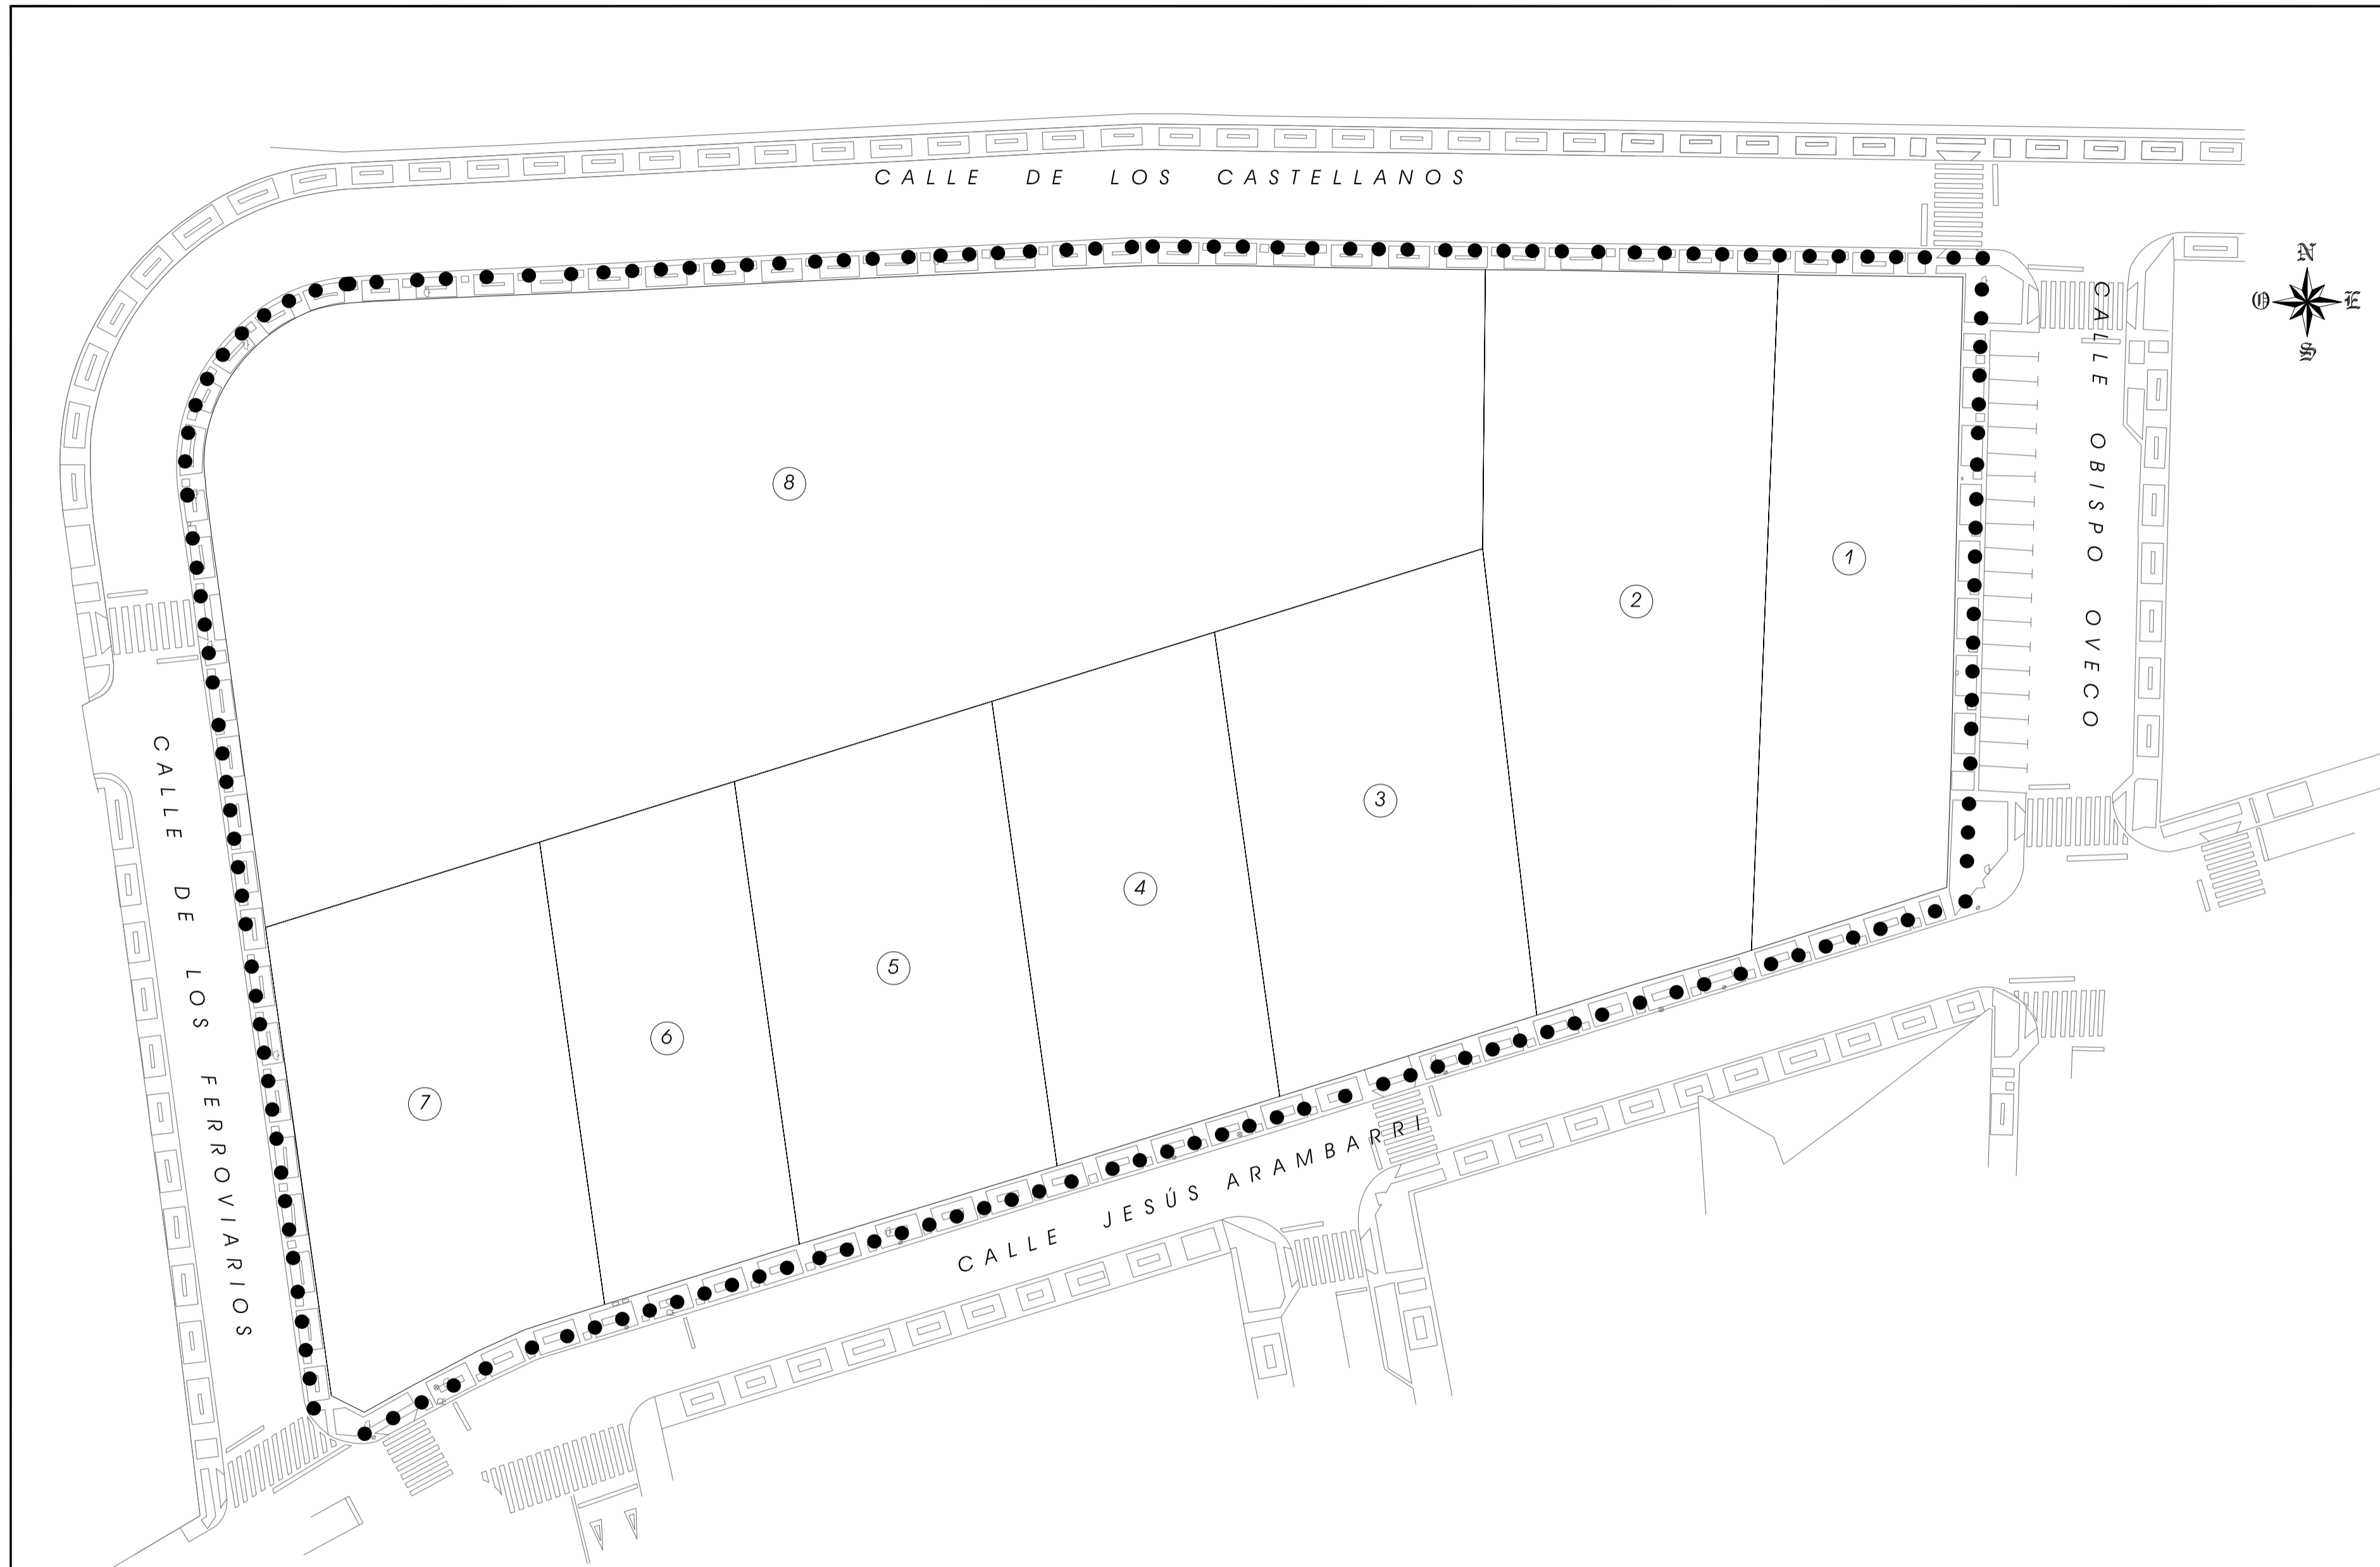 CALLE DE LOS CASTELLANOS
N
O
E
S
CALLE OBISPO OVECO
8
1
2
3
4
5
6
7
CALLE DE LOS FERROVIARIOS
CALLE JESÚS ARAMBARRI